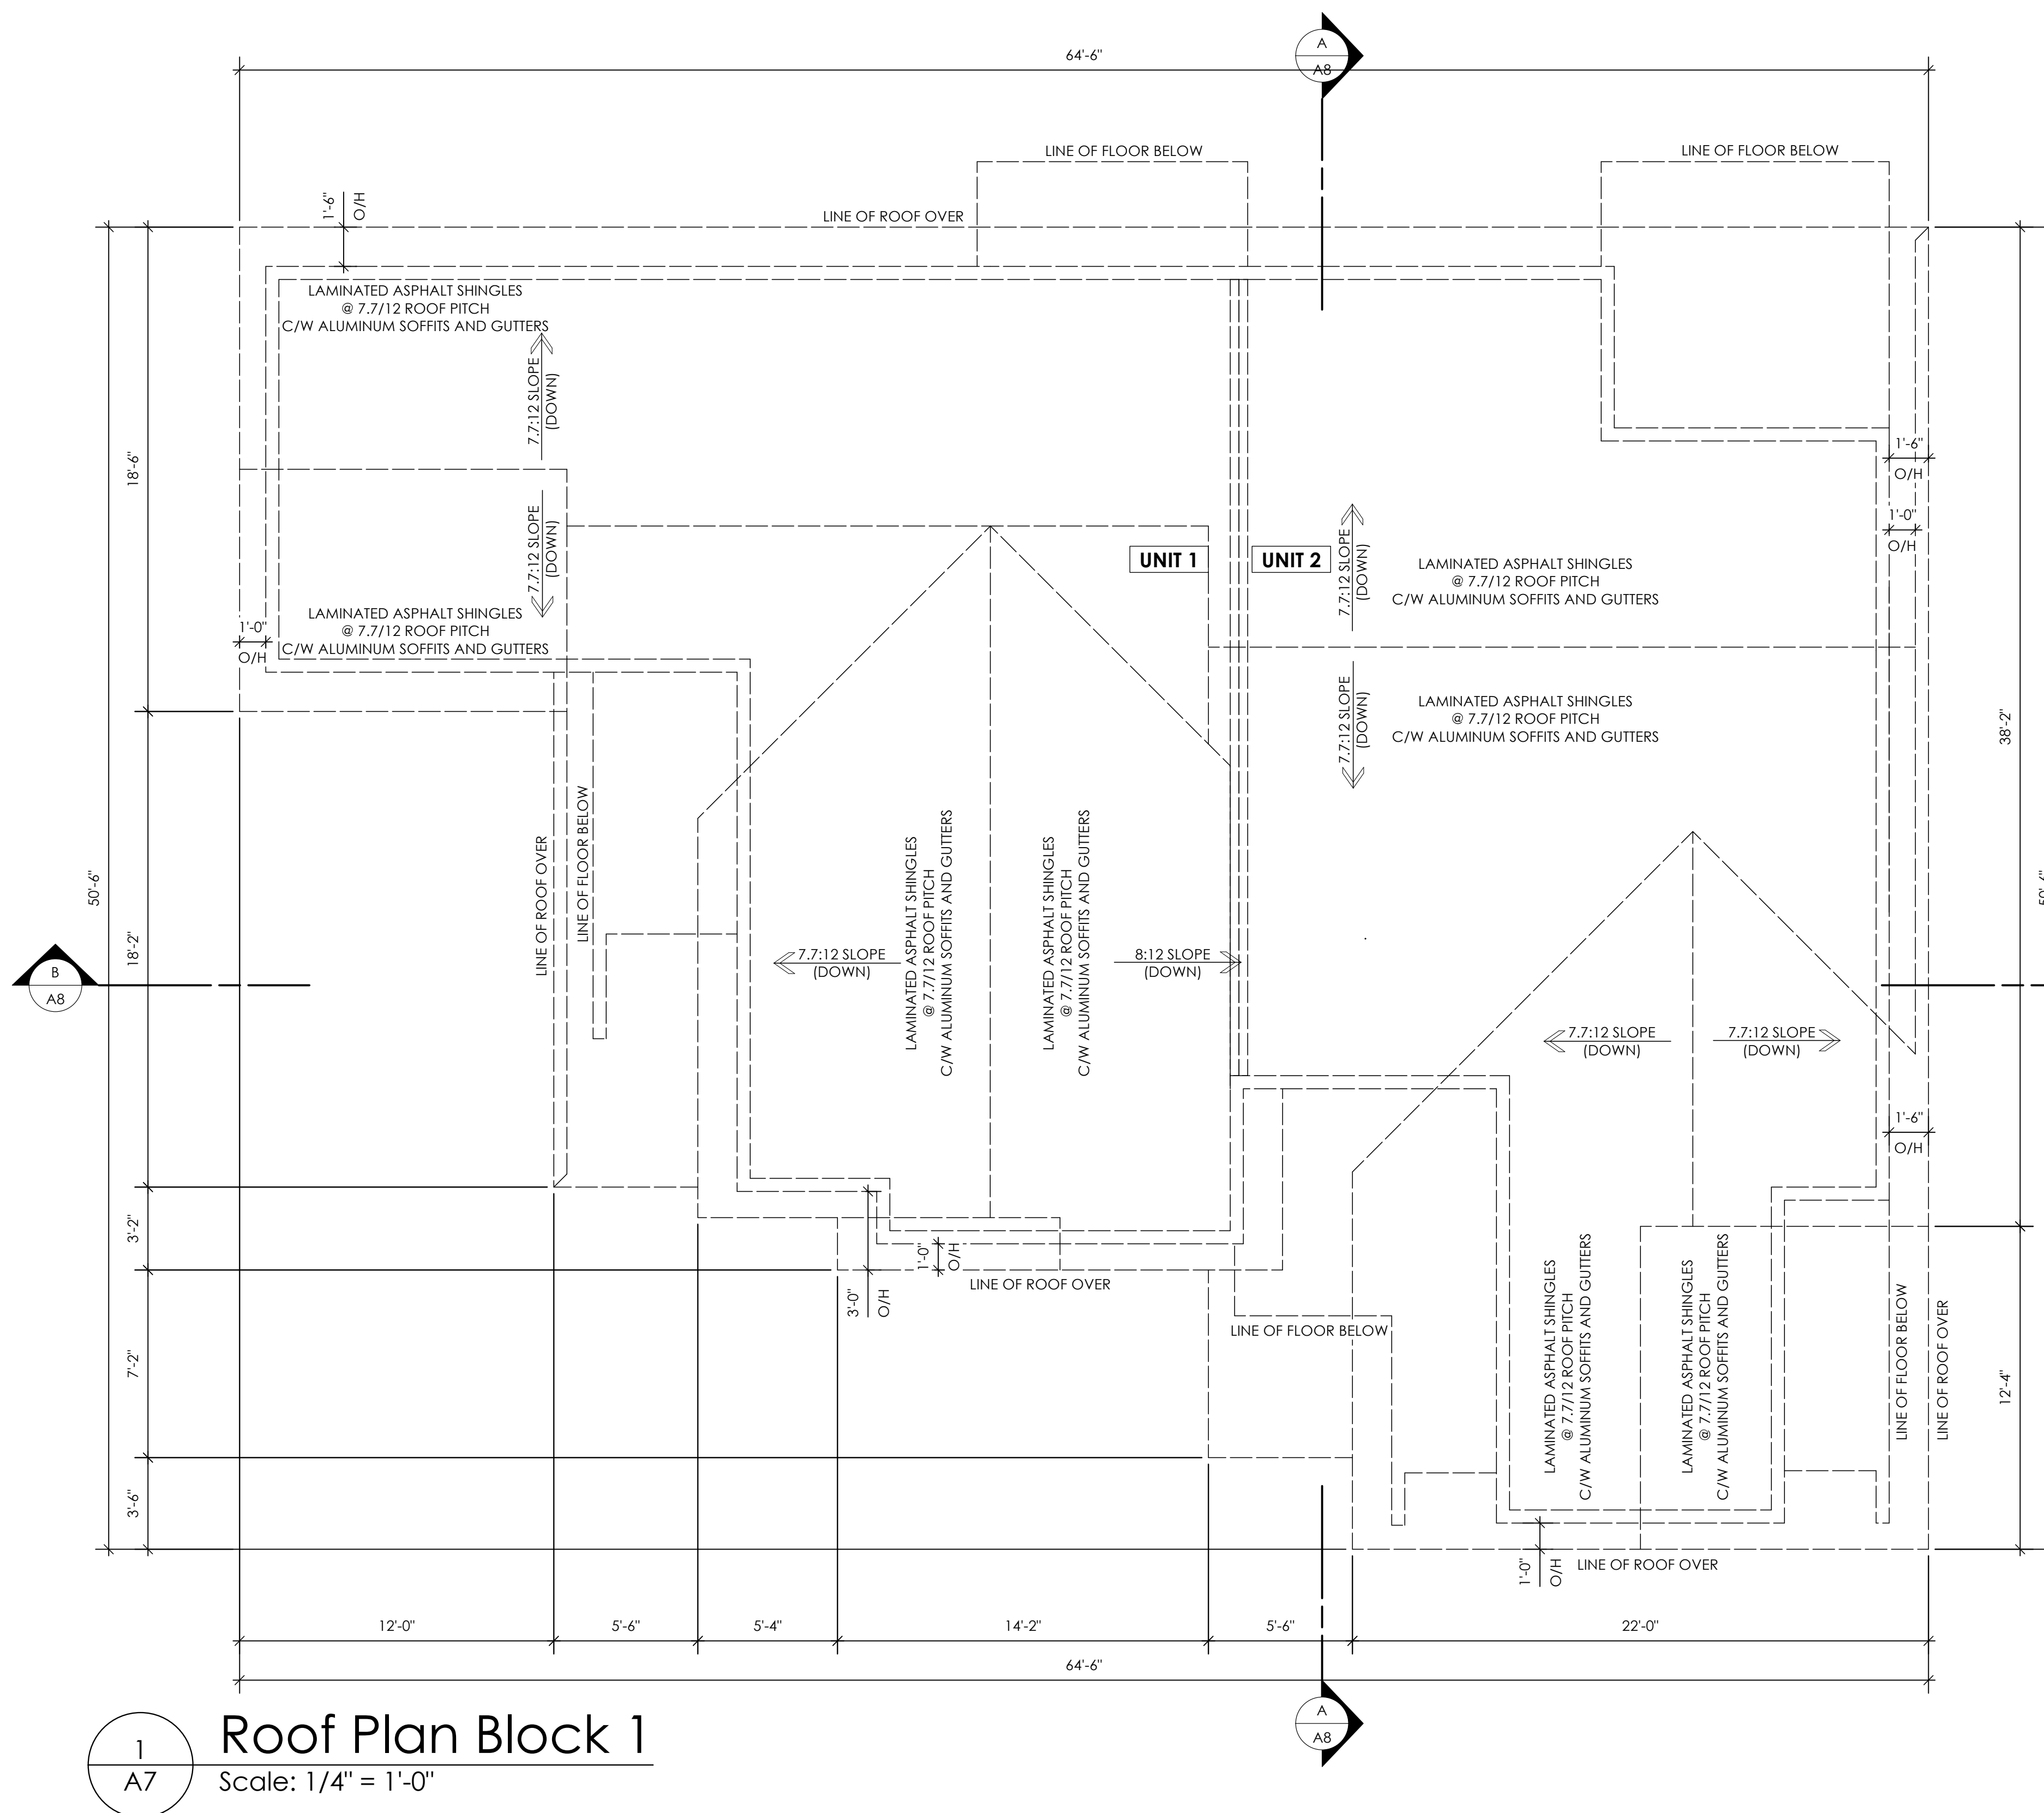 A
A8
64'-6"
LINE OF FLOOR BELOW
LINE OF FLOOR BELOW
1'-6"
O/H
LINE OF ROOF OVER
LAMINATED ASPHALT SHINGLES
@ 7.7/12 ROOF PITCH
C/W ALUMINUM SOFFITS AND GUTTERS
7.7:12 SLOPE
(DOWN)
18'-6"
1'-6"
O/H
1'-0"
O/H
7.7:12 SLOPE
(DOWN)
UNIT 1
UNIT 2
7.7:12 SLOPE
(DOWN)
LAMINATED ASPHALT SHINGLES
@ 7.7/12 ROOF PITCH
C/W ALUMINUM SOFFITS AND GUTTERS
LAMINATED ASPHALT SHINGLES
@ 7.7/12 ROOF PITCH
C/W ALUMINUM SOFFITS AND GUTTERS
1'-0"
O/H
7.7:12 SLOPE
(DOWN)
LAMINATED ASPHALT SHINGLES
@ 7.7/12 ROOF PITCH
C/W ALUMINUM SOFFITS AND GUTTERS
38'-2"
50'-6"
18'-2"
LINE OF ROOF OVER
LINE OF FLOOR BELOW
LAMINATED ASPHALT SHINGLES
@ 7.7/12 ROOF PITCH
C/W ALUMINUM SOFFITS AND GUTTERS
LAMINATED ASPHALT SHINGLES
@ 7.7/12 ROOF PITCH
C/W ALUMINUM SOFFITS AND GUTTERS
7.7:12 SLOPE
(DOWN)
8:12 SLOPE
(DOWN)
B
A8
7.7:12 SLOPE
(DOWN)
7.7:12 SLOPE
(DOWN)
1'-6"
O/H
3'-2"
1'-0"
O/H
3'-0"
O/H
LINE OF ROOF OVER
LINE OF FLOOR BELOW
7'-2"
LAMINATED ASPHALT SHINGLES
@ 7.7/12 ROOF PITCH
C/W ALUMINUM SOFFITS AND GUTTERS
LAMINATED ASPHALT SHINGLES
@ 7.7/12 ROOF PITCH
C/W ALUMINUM SOFFITS AND GUTTERS
LINE OF FLOOR BELOW
LINE OF ROOF OVER
12'-4"
3'-6"
1'-0"
O/H
LINE OF ROOF OVER
12'-0"
5'-6"
5'-4"
14'-2"
5'-6"
22'-0"
64'-6"
A
A8
1
A7
Roof Plan Block 1
Scale: 1/4" = 1'-0"